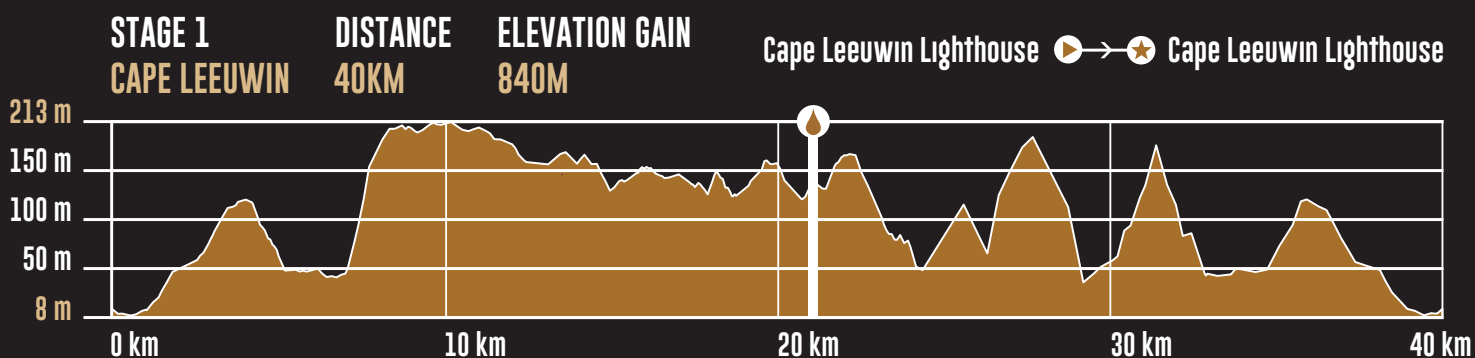 STAGE 1
CAPE LEEUWIN
DISTANCE
40KM
ELEVATION GAIN
840M
Cape Leeuwin Lighthouse
Cape Leeuwin Lighthouse
213 m
150 m
100 m
50 m
8 m
0 km
10 km
20 km
30 km
40 km